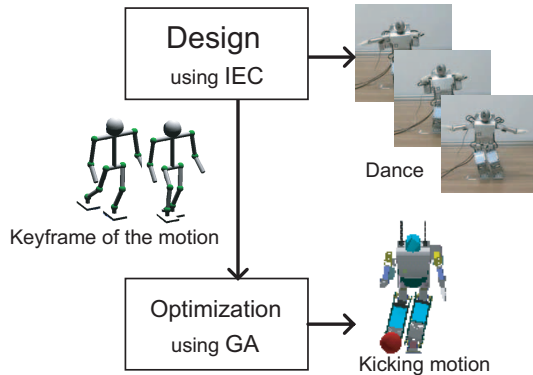 Design
using IEC
Dance
Keyframe of the motion
Optimization
using GA
Kicking motion